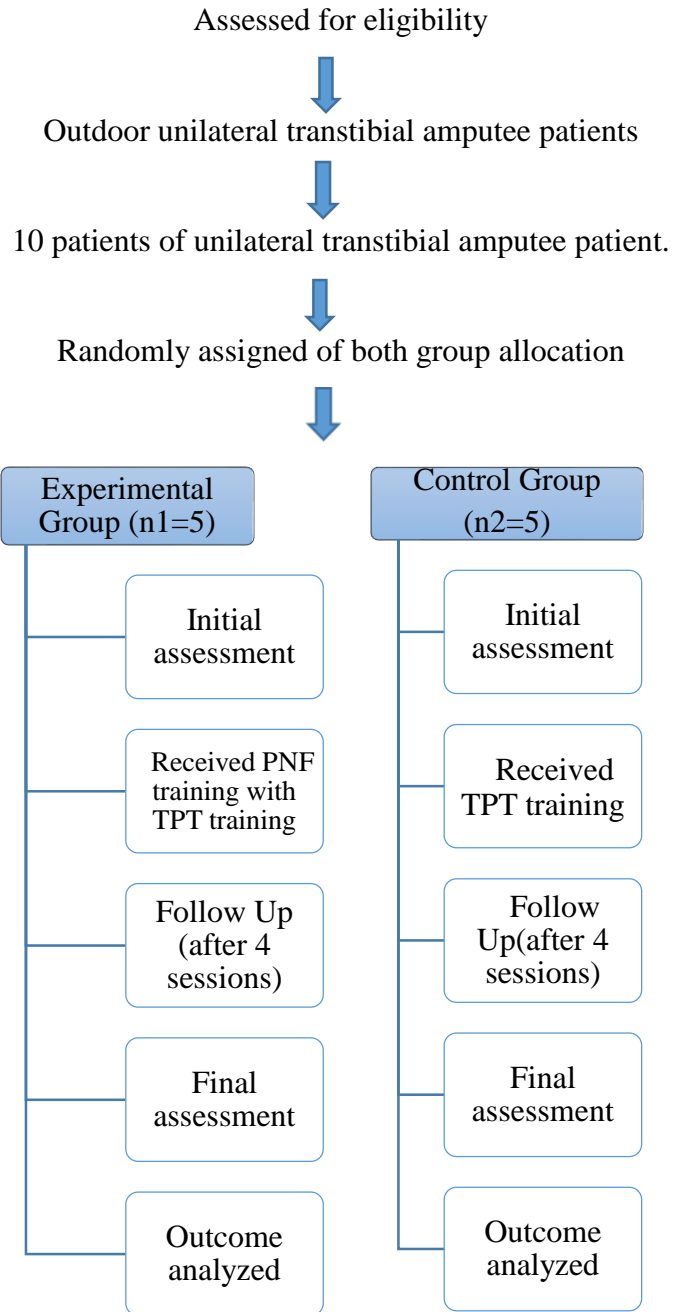 Assessed for eligibility
Outdoor unilateral transtibial amputee patients
10 patients of unilateral transtibial amputee patient.
Randomly assigned of both group allocation
Experimental
Group (n1=5)
Initial
assessment
Received PNF
training with
TPT training
Follow Up
(after 4
sessions)
Final
assessment
Outcome
analyzed
Control Group
(n2=5)
Initial
assessment
Received
TPT training
Follow
Up(after 4
sessions)
Final
assessment
Outcome
analyzed